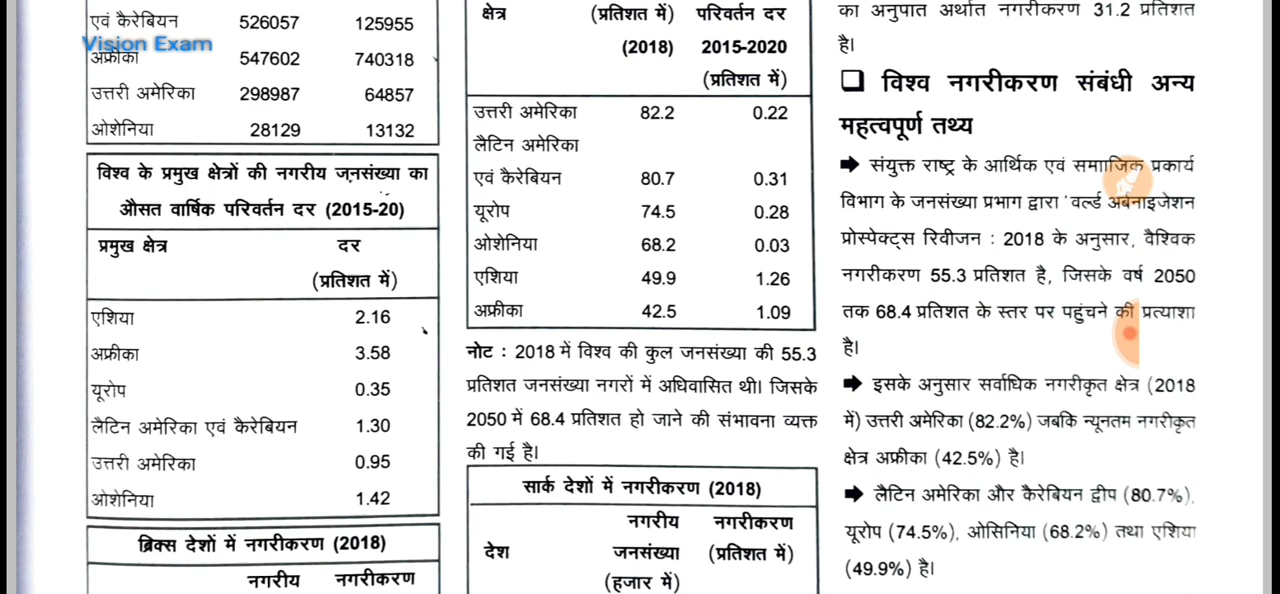 एवं कैरेबियन 526057 125955
Vision Exam
अफ्रीका 547602 740318
उत्तरी अमेरिका 298987 64857
ओशेनिया 28129 13132
विश्व के प्रमुख क्षेत्रों की नगरीय जनसंख्या का
औसत वार्षिक परिवर्तन दर (2015-20)
प्रमुख क्षेत्र दर
(प्रतिशत में)
एशिया 2.16
अफ्रीका 3.58
यूरोप 0.35
लैटिन अमेरिका एवं कैरेबियन 1.30
उत्तरी अमेरिका 0.95
ओशेनिया 1.42
ब्रिक्स देशों में नगरीकरण (2018)
नगरीय नगरीकरण
क्षेत्र (प्रतिशत में) परिवर्तन दर
(2018) 2015-2020
(प्रतिशत में)
उत्तरी अमेरिका 82.2 0.22
लैटिन अमेरिका
एवं कैरेबियन 80.7 0.31
यूरोप 74.5 0.28
ओशेनिया 68.2 0.03
एशिया 49.9 1.26
अफ्रीका 42.5 1.09
नोट : 2018 में विश्व की कुल जनसंख्या की 55.3
प्रतिशत जनसंख्या नगरों में अधिवासित थी। जिसके
2050 में 68.4 प्रतिशत हो जाने की संभावना व्यक्त
की गई है।
सार्क देशों में नगरीकरण (2018)
नगरीय नगरीकरण
देश जनसंख्या (प्रतिशत में)
(हजार में)
का अनुपात अर्थात नगरीकरण 31.2 प्रतिशत
है।
❑ विश्व नगरीकरण संबंधी अन्य
महत्वपूर्ण तथ्य
➡ संयुक्त राष्ट्र के आर्थिक एवं समााजिक प्रकार्य
विभाग के जनसंख्या प्रभाग द्वारा 'वर्ल्ड अर्बनाइजेशन
प्रोस्पेक्ट्स रिवीजन : 2018 के अनुसार, वैश्विक
नगरीकरण 55.3 प्रतिशत है, जिसके वर्ष 2050
तक 68.4 प्रतिशत के स्तर पर पहुंचने की प्रत्याशा
है।
➡ इसके अनुसार सर्वाधिक नगरीकृत क्षेत्र (2018
में) उत्तरी अमेरिका (82.2%) जबकि न्यूनतम नगरीकृत
क्षेत्र अफ्रीका (42.5%) है।
➡ लैटिन अमेरिका और कैरेबियन द्वीप (80.7%),
यूरोप (74.5%), ओसिनिया (68.2%) तथा एशिया
(49.9%) है।